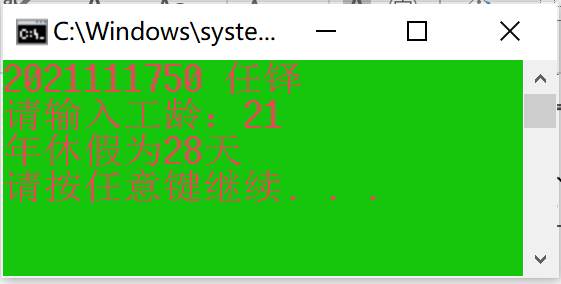 C:\Windows\syste...
2021111750 任铎
请输入工龄：21
年休假为28天
请按任意键继续. . .